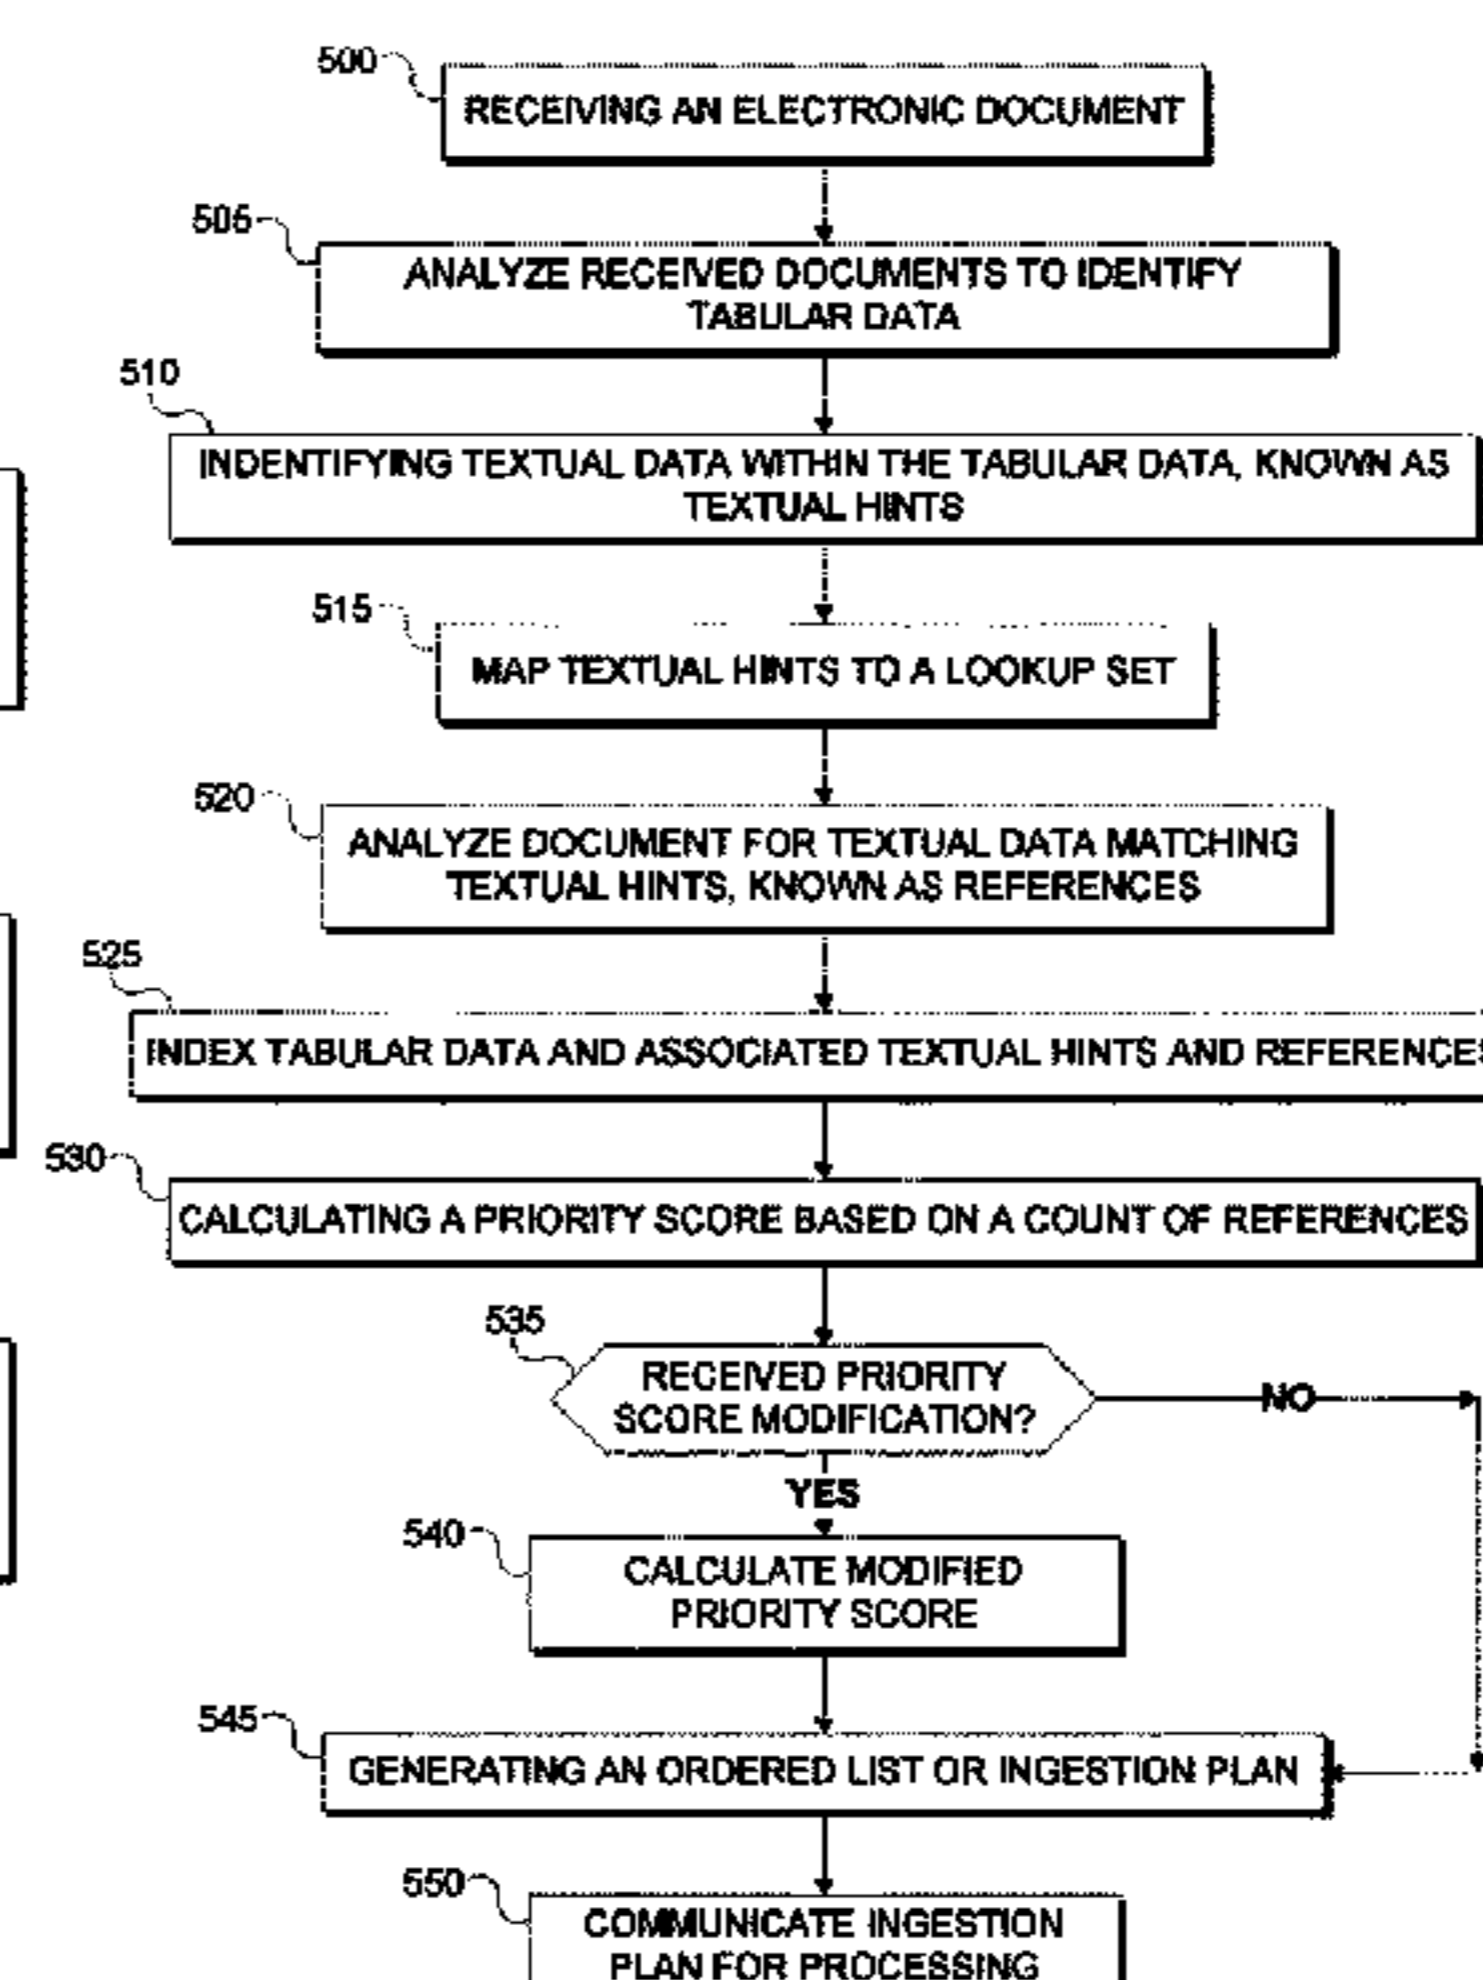 500
RECEIVING AN ELECTRONIC DOCUMENT
505
ANALYZE RECEIVED DOCUMENTS TO IDENTIFY
TABULAR DATA
510
INDENTIFYING TEXTUAL DATA WITHIN THE TABULAR DATA, KNOWN AS
TEXTUAL HINTS
515
MAP TEXTUAL HINTS TO A LOOKUP SET
520
ANALYZE DOCUMENT FOR TEXTUAL DATA MATCHING
TEXTUAL HINTS, KNOWN AS REFERENCES
525
INDEX TABULAR DATA AND ASSOCIATED TEXTUAL HINTS AND REFERENCES
530
CALCULATING A PRIORITY SCORE BASED ON A COUNT OF REFERENCES
535
RECEIVED PRIORITY
SCORE MODIFICATION?
NO
YES
540
CALCULATE MODIFIED
PRIORITY SCORE
545
GENERATING AN ORDERED LIST OR INGESTION PLAN
550
COMMUNICATE INGESTION
PLAN FOR PROCESSING